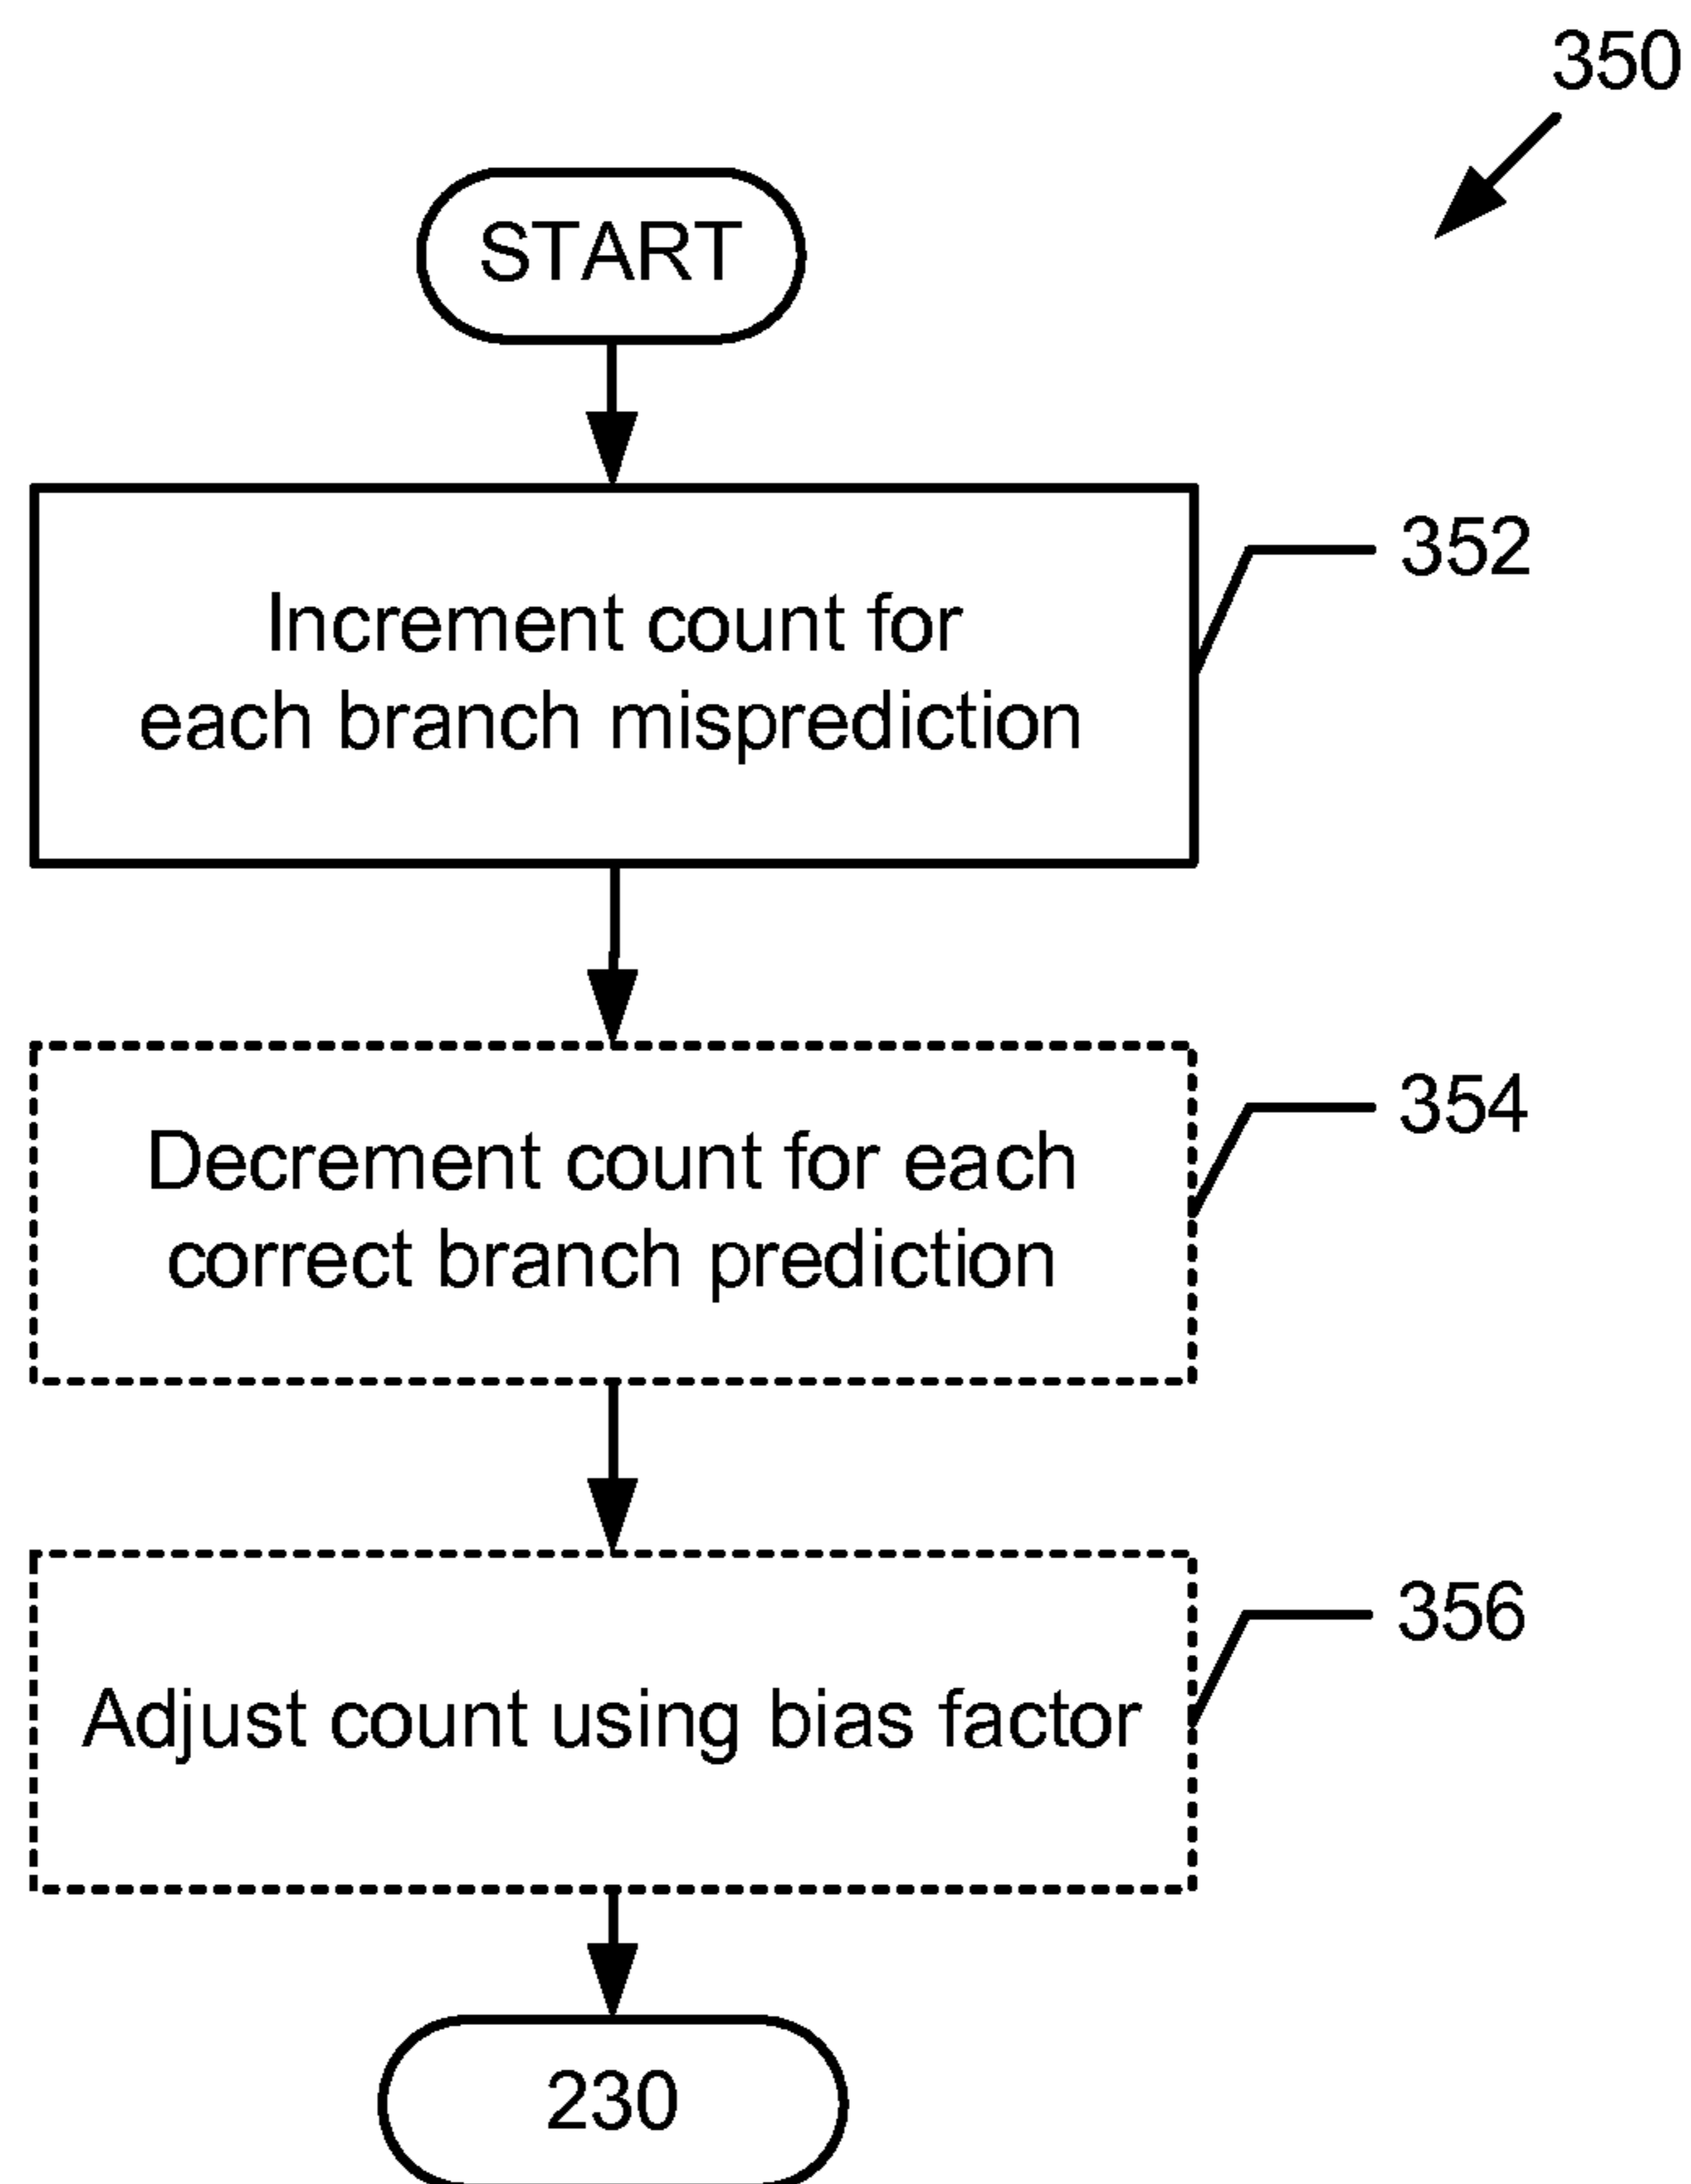 350
START
352
Increment count for
each branch misprediction
354
Decrement count for each
correct branch prediction
356
Adjust count using bias factor
230